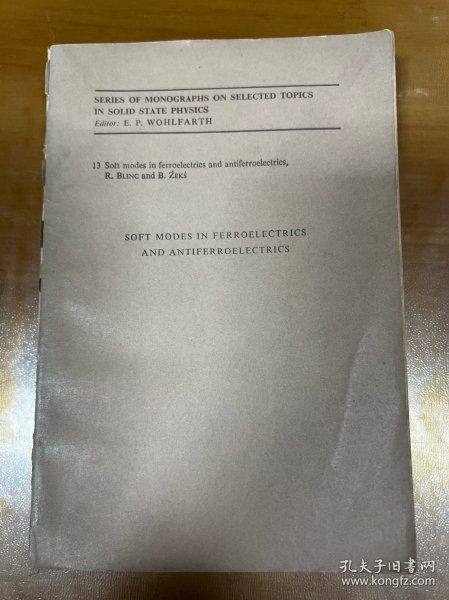 SERIES OF MONOGRAPHS ON SELECTED TOPICS
IN SOLID STATE PHYSICS
Editor: E. P. WOHLFARTH
13 Soft modes in ferroelectrics and antiferroelectrics,
R. BLINC and B. ŽEKŠ
SOFT MODES IN FERROELECTRICS
AND ANTIFERROELECTRICS
孔夫子旧书网
www.kongfz.com